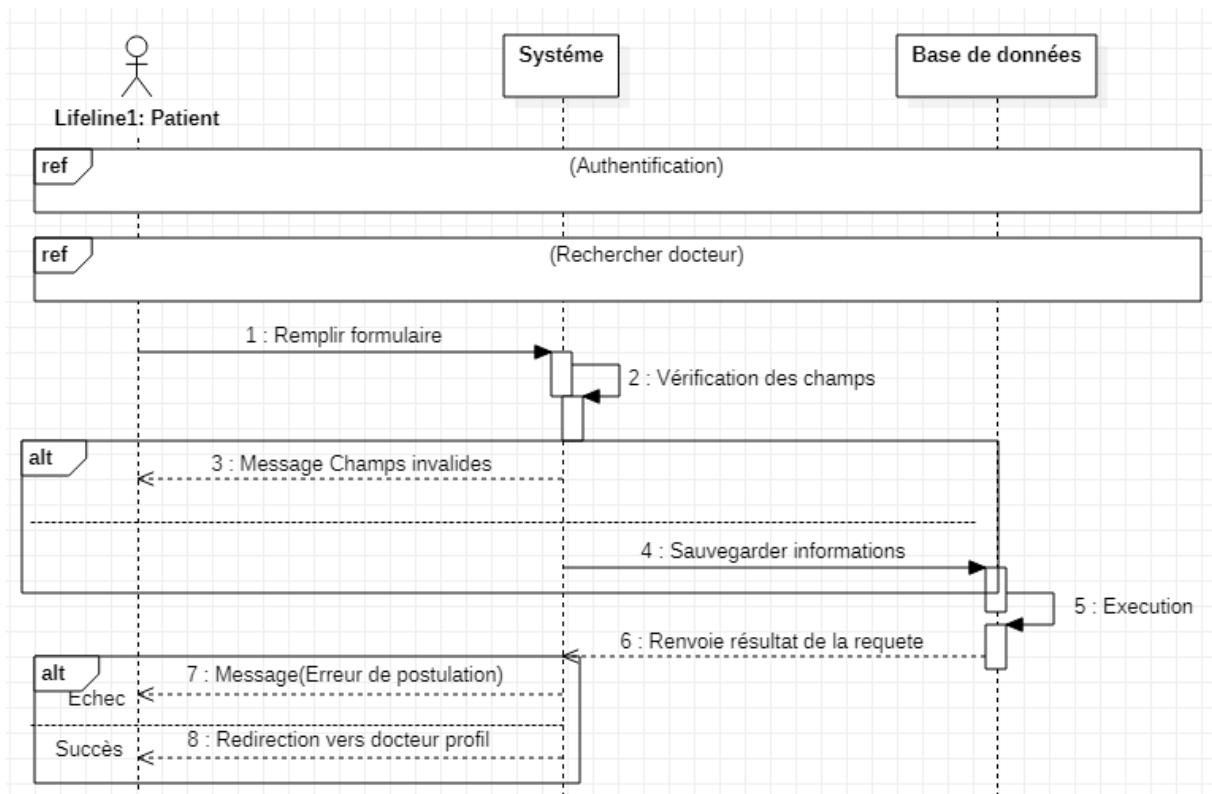 Systéme
Base de données
Lifeline1: Patient
ref
(Authentification)
ref
(Rechercher docteur)
1 : Remplir formulaire
2 : Vérification des champs
alt
3 : Message Champs invalides
4 : Sauvegarder informations
5 : Execution
6 : Renvoie résultat de la requete
alt
7 : Message(Erreur de postulation)
Echec
8 : Redirection vers docteur profil
Succès